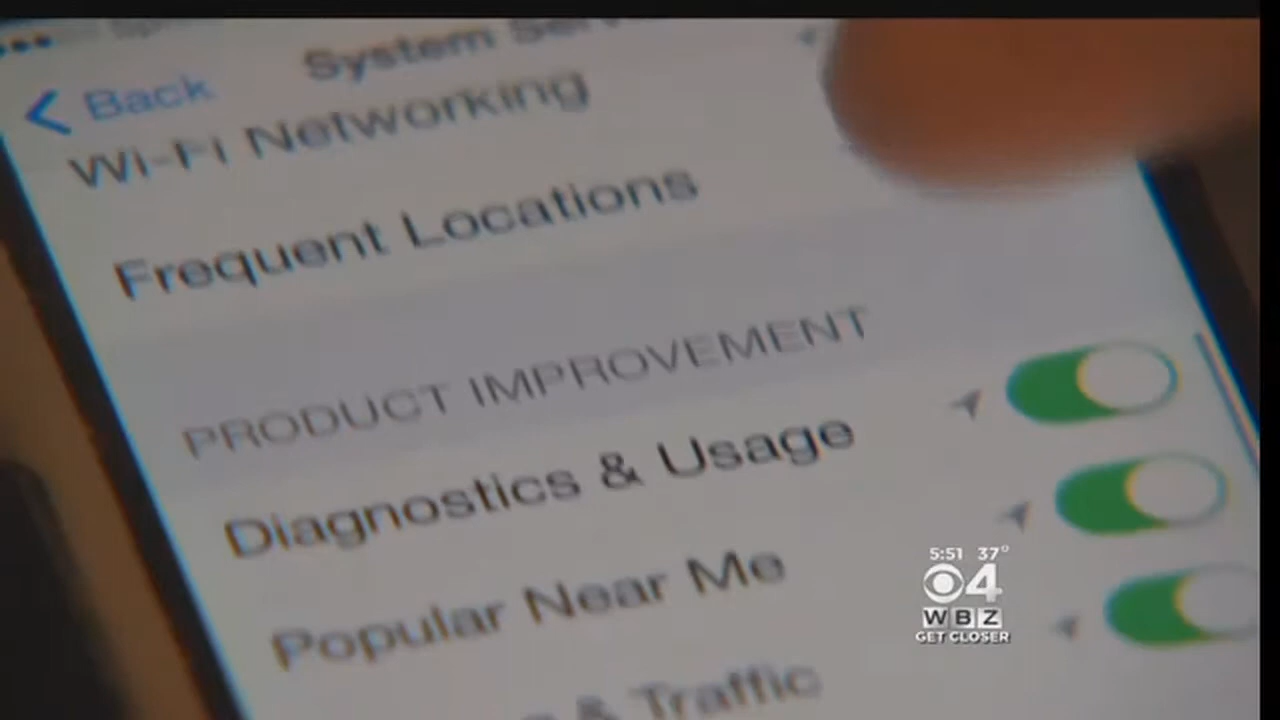 System
Back
Wi-Fi Networking
Frequent Locations
PRODUCT IMPROVEMENT
Diagnostics & Usage
Popular Near Me
& Traffic
5:51 37°
4
WBZ
GET CLOSER